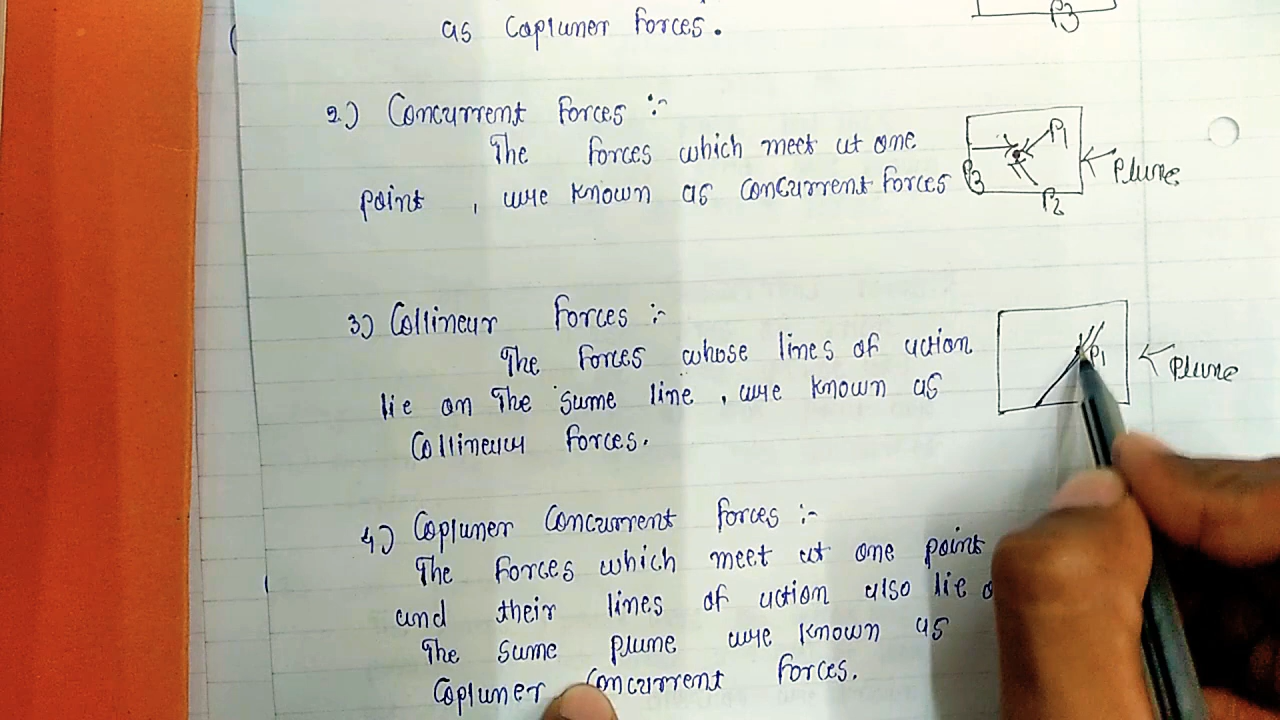 P3
as Coplaner Forces.
2.) Concurrent Forces :-
The Forces which meet at one
point , are known as concurrent Forces
P1
P2
P3
← Plane
3) Collinear Forces :-
The Forces whose lines of action
lie on The same line , are known as
Collinear Forces.
P1
← Plane
4.) Coplaner Concurrent Forces :-
The Forces which meet at one point
and their lines of action also lie
The same plane are known as
Coplaner Concurrent Forces.